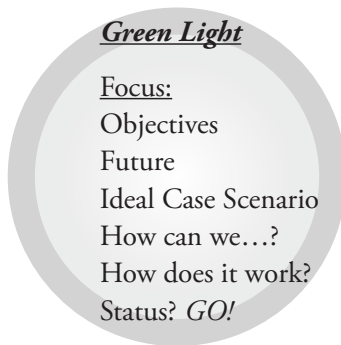 Green Light
Focus:
Objectives
Future
Ideal Case Scenario
How can we…?
How does it work?
Status? GO!